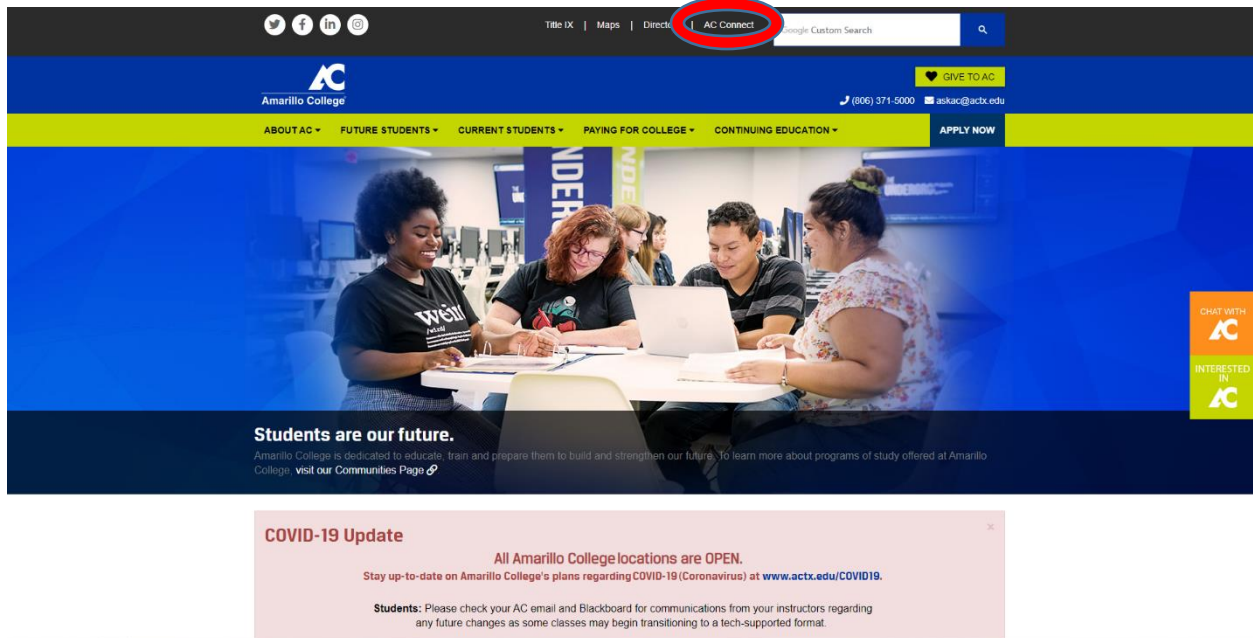 Title IX | Maps | Directo | AC Connect
Google Custom Search
AC
Amarillo College
GIVE TO AC
(806) 371-5000 askac@actx.edu
ABOUT AC FUTURE STUDENTS CURRENT STUDENTS PAYING FOR COLLEGE CONTINUING EDUCATION APPLY NOW
CHAT WITH
AC
INTERESTED
IN
AC
Students are our future.
Amarillo College is dedicated to educate, train and prepare them to build and strengthen our future. To learn more about programs of study offered at Amarillo
College, visit our Communities Page
COVID-19 Update
×
All Amarillo College locations are OPEN.
Stay up-to-date on Amarillo College's plans regarding COVID-19 (Coronavirus) at www.actx.edu/COVID19.
Students: Please check your AC email and Blackboard for communications from your instructors regarding
any future changes as some classes may begin transitioning to a tech-supported format.